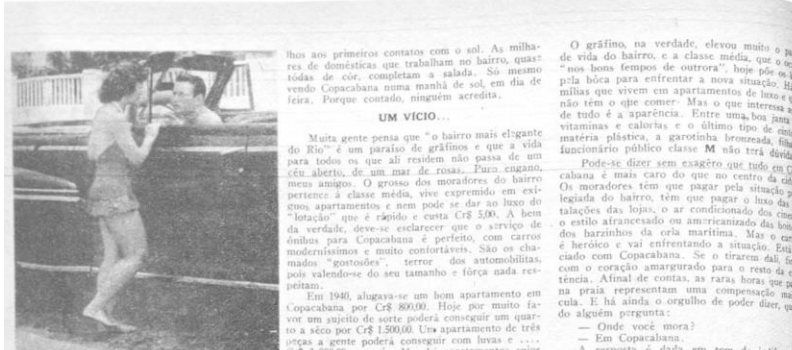 lhos aos primeiros contatos com o sol. As milha-
res de domésticas que trabalham no bairro, quase
tôdas de côr, completam a salada. Só mesmo
vendo Copacabana numa manhã de sol, em dia de
feira. Porque contado, ninguém acredita.
UM VÍCIO...
Muita gente pensa que "o bairro mais elegante
do Rio" é um paraíso de grãfinos e que a vida
para todos os que ali residem não passa de um
céu aberto, de um mar de rosas. Puro engano,
meus amigos. O grosso dos moradores do bairro
pertence à classe média, vive expremido em exí-
guos apartamentos e nem pode se dar ao luxo do
"lotação" que é rápido e custa Cr$ 5,00. A bem
da verdade, deve-se esclarecer que o serviço de
ônibus para Copacabana é perfeito, com carros
moderníssimos e muito confortáveis. São os cha-
mados "gostosões", terror dos automobilistas,
pois valendo-se do seu tamanho e fôrça nada res-
peitam.
Em 1940, alugava-se um bom apartamento em
Copacabana por Cr$ 800,00. Hoje por muito fa-
vor um sujeito de sorte poderá conseguir um quar-
to a sêco por Cr$ 1.500,00. Um apartamento de três
peças a gente poderá conseguir com luvas e ....
O grãfino, na verdade, elevou muito o
de vida do bairro, e a classe média, que o
"nos bons tempos de outrora", hoje põe os
pela bôca para enfrentar a nova situação. Há
mílias que vivem em apartamentos de luxo e
não têm o que comer. Mas o que interessa
de tudo é a aparência. Entre uma boa janta
vitaminas e calorias e o último tipo de
matéria plástica, a garotinha bronzeada,
funcionário público classe M não terá
Pode-se dizer sem exagêro que tudo em
cabana é mais caro do que no centro da
Os moradores têm que pagar pela situação
legiada do bairro, têm que pagar o luxo das
talações das lojas, o ar condicionado dos
o estilo afrancesado ou americanizado das
dos barzinhos da orla marítima. Mas o
é heróico e vai enfrentando a situação. Está
ciado com Copacabana. Se o tirarem dali,
com o coração amargurado para o resto da
tência. Afinal de contas, as raras horas que
na praia representam uma compensação
cula. E há ainda o orgulho de poder dizer,
do alguém pergunta:
— Onde você mora?
— Em Copacabana.